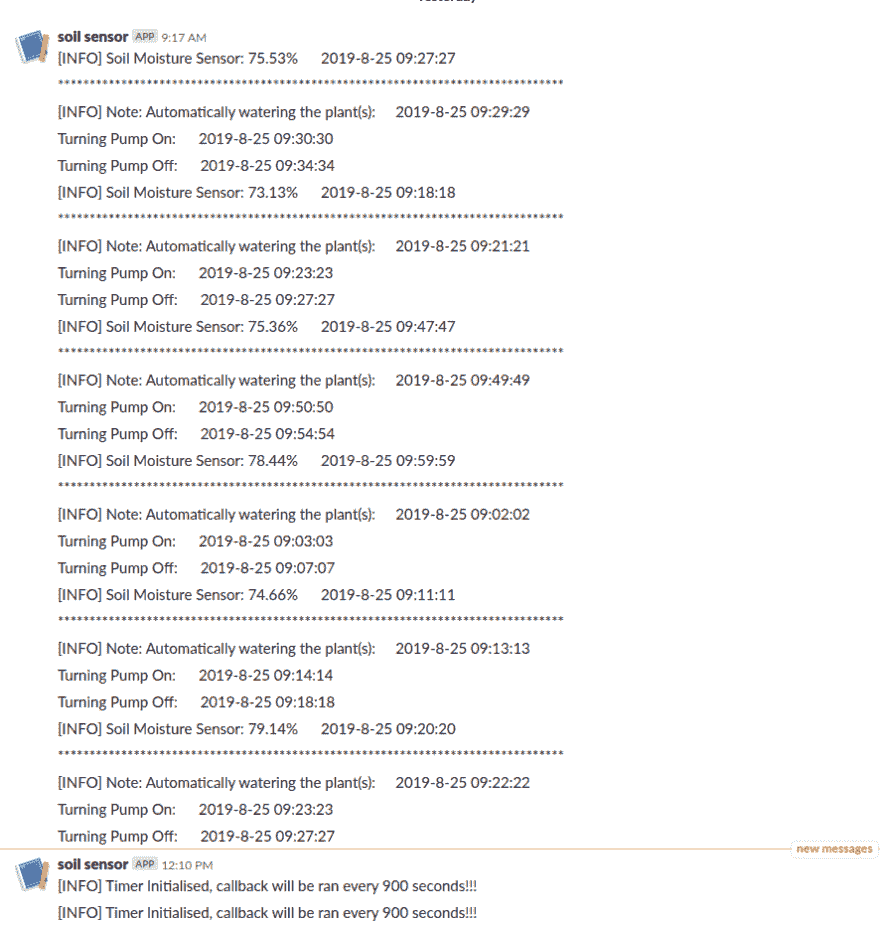 Yesterday
soil sensor APP 9:17 AM
[INFO] Soil Moisture Sensor: 75.53% 2019-8-25 09:27:27
********************************************************************************
[INFO] Note: Automatically watering the plant(s): 2019-8-25 09:29:29
Turning Pump On: 2019-8-25 09:30:30
Turning Pump Off: 2019-8-25 09:34:34
[INFO] Soil Moisture Sensor: 73.13% 2019-8-25 09:18:18
********************************************************************************
[INFO] Note: Automatically watering the plant(s): 2019-8-25 09:21:21
Turning Pump On: 2019-8-25 09:23:23
Turning Pump Off: 2019-8-25 09:27:27
[INFO] Soil Moisture Sensor: 75.36% 2019-8-25 09:47:47
********************************************************************************
[INFO] Note: Automatically watering the plant(s): 2019-8-25 09:49:49
Turning Pump On: 2019-8-25 09:50:50
Turning Pump Off: 2019-8-25 09:54:54
[INFO] Soil Moisture Sensor: 78.44% 2019-8-25 09:59:59
********************************************************************************
[INFO] Note: Automatically watering the plant(s): 2019-8-25 09:02:02
Turning Pump On: 2019-8-25 09:03:03
Turning Pump Off: 2019-8-25 09:07:07
[INFO] Soil Moisture Sensor: 74.66% 2019-8-25 09:11:11
********************************************************************************
[INFO] Note: Automatically watering the plant(s): 2019-8-25 09:13:13
Turning Pump On: 2019-8-25 09:14:14
Turning Pump Off: 2019-8-25 09:18:18
[INFO] Soil Moisture Sensor: 79.14% 2019-8-25 09:20:20
********************************************************************************
[INFO] Note: Automatically watering the plant(s): 2019-8-25 09:22:22
Turning Pump On: 2019-8-25 09:23:23
Turning Pump Off: 2019-8-25 09:27:27
new messages
soil sensor APP 12:10 PM
[INFO] Timer Initialised, callback will be ran every 900 seconds!!!
[INFO] Timer Initialised, callback will be ran every 900 seconds!!!